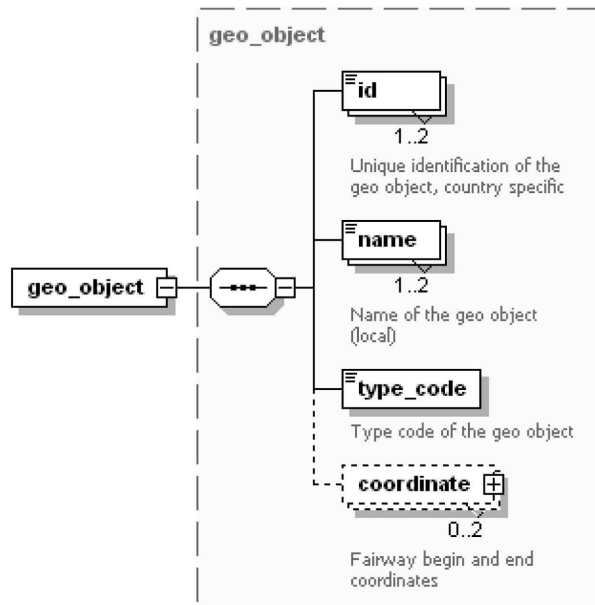 geo_object
id
1..2
Unique identification of the
geo object, country specific
name
1..2
Name of the geo object
(local)
geo_object
type_code
Type code of the geo object
coordinate
0..2
Fairway begin and end
coordinates